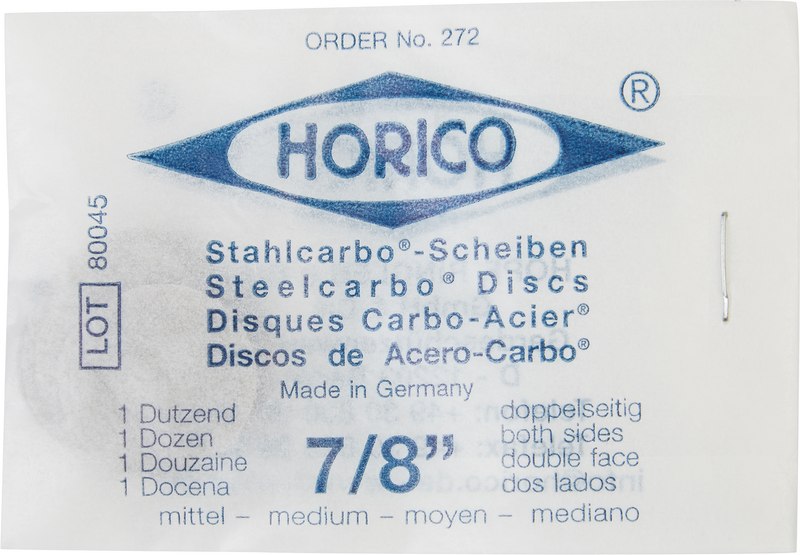 ORDER No. 272
HORICO ®
Stahlcarbo®-Scheiben
Steelcarbo® Discs
Disques Carbo-Acier®
Discos de Acero-Carbo®
Made in Germany
LOT 80045
1 Dutzend
1 Dozen
1 Douzaine
1 Docena
7/8”
doppelseitig
both sides
double face
dos lados
mittel – medium – moyen – mediano